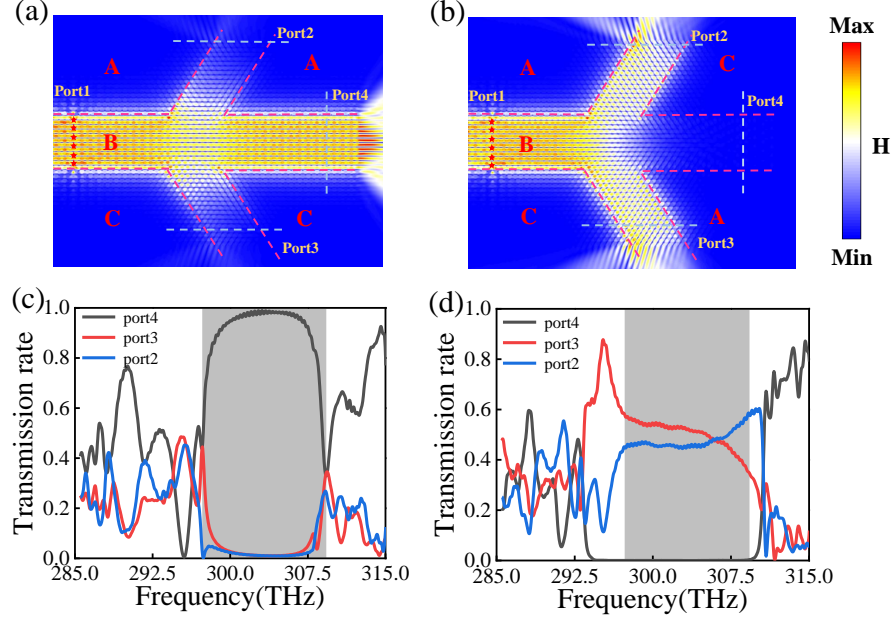 (a)
Port2
A
A
Port1
Port4
B
C
C
Port3
(b)
Port2
C
Port1
Port4
B
C
A
Port3
Max
H
Min
(c)
1.0
0.8
0.6
0.4
0.2
0.0
port4
port3
port2
Transmission rate
285.0 292.5 300.0 307.5 315.0
Frequency(THz)
(d)
1.0
0.8
0.6
0.4
0.2
0.0
port4
port3
port2
Transmission rate
285.0 292.5 300.0 307.5 315.0
Frequency(THz)